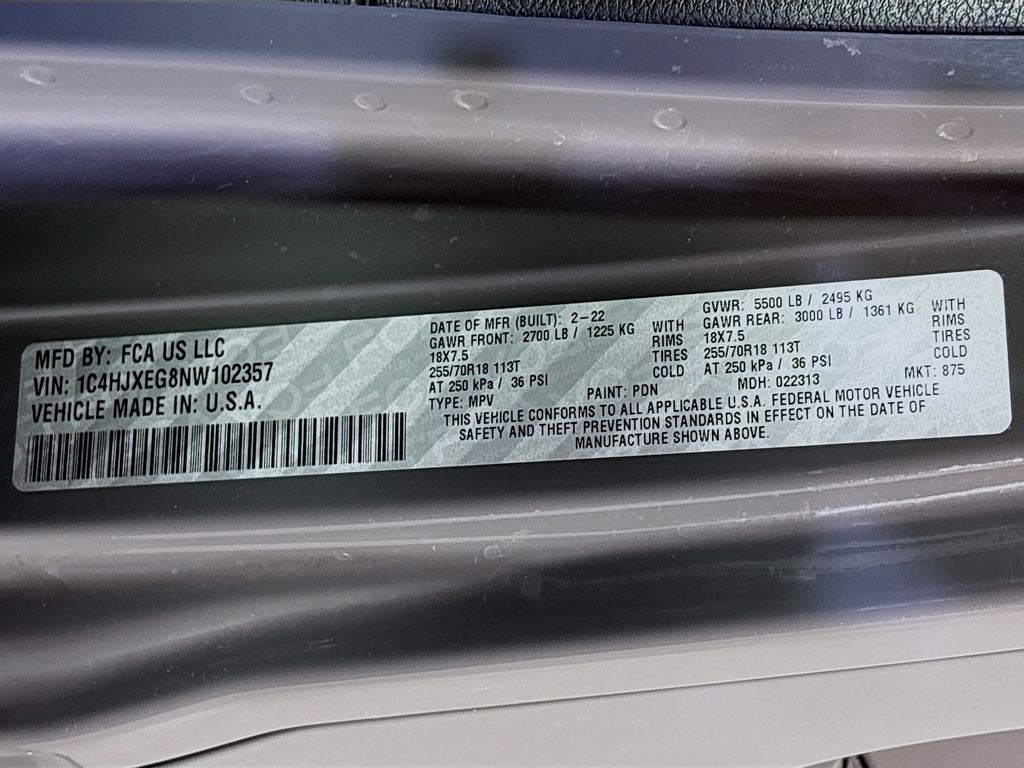 MFD BY: FCA US LLC
VIN: 1C4HJXEG8NW102357
VEHICLE MADE IN: U.S.A.
DATE OF MFR (BUILT): 2-22
GAWR FRONT: 2700 LB / 1225 KG WITH
18X7.5 RIMS
255/70R18 113T TIRES
AT 250 kPa / 36 PSI COLD
TYPE: MPV PAINT: PDN
GVWR: 5500 LB / 2495 KG
GAWR REAR: 3000 LB / 1361 KG WITH
18X7.5 RIMS
255/70R18 113T TIRES
AT 250 kPa / 36 PSI COLD
MDH: 022313 MKT: 875
THIS VEHICLE CONFORMS TO ALL APPLICABLE U.S.A. FEDERAL MOTOR VEHICLE
SAFETY AND THEFT PREVENTION STANDARDS IN EFFECT ON THE DATE OF
MANUFACTURE SHOWN ABOVE.